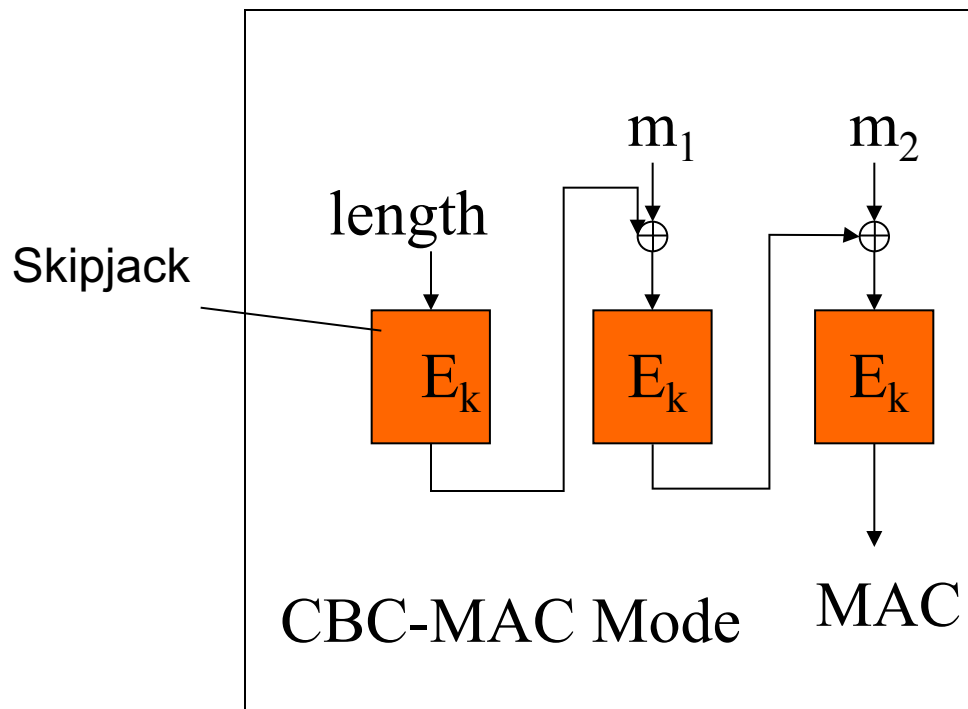 m₁ m₂
length
Skipjack
Eₖ Eₖ Eₖ
CBC-MAC Mode MAC